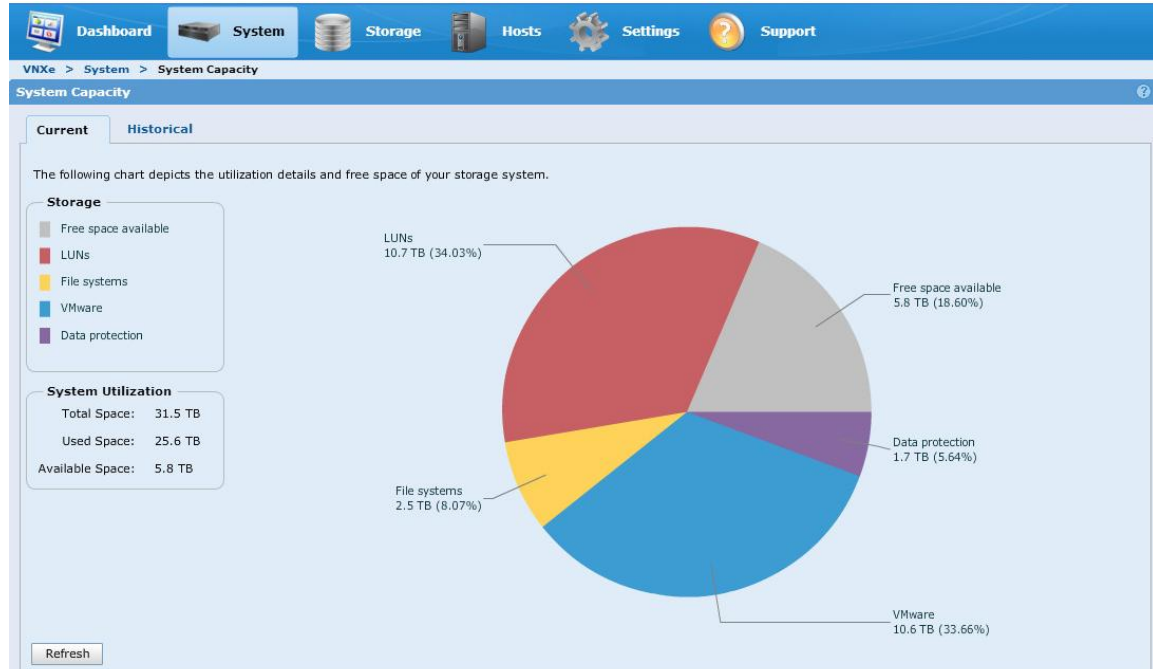 Dashboard System Storage Hosts Settings Support
VNXe > System > System Capacity
System Capacity
Current Historical
The following chart depicts the utilization details and free space of your storage system.
Storage
Free space available
LUNs
File systems
VMware
Data protection
System Utilization
Total Space: 31.5 TB
Used Space: 25.6 TB
Available Space: 5.8 TB
LUNs
10.7 TB (34.03%)
Free space available
5.8 TB (18.60%)
Data protection
1.7 TB (5.64%)
File systems
2.5 TB (8.07%)
VMware
10.6 TB (33.66%)
Refresh